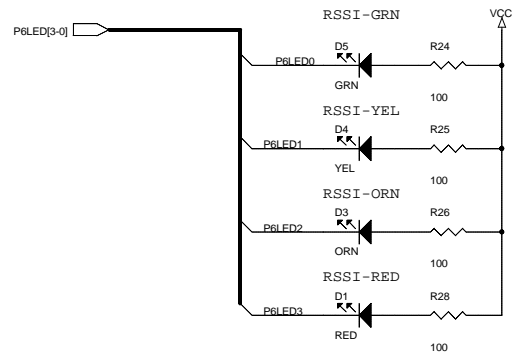 RSSI-GRN
VCC
P6LED[3-0]
D5
R24
P6LED0
GRN
100
RSSI-YEL
D4
R25
P6LED1
YEL
100
RSSI-ORN
D3
R26
P6LED2
ORN
100
RSSI-RED
D1
R28
P6LED3
RED
100